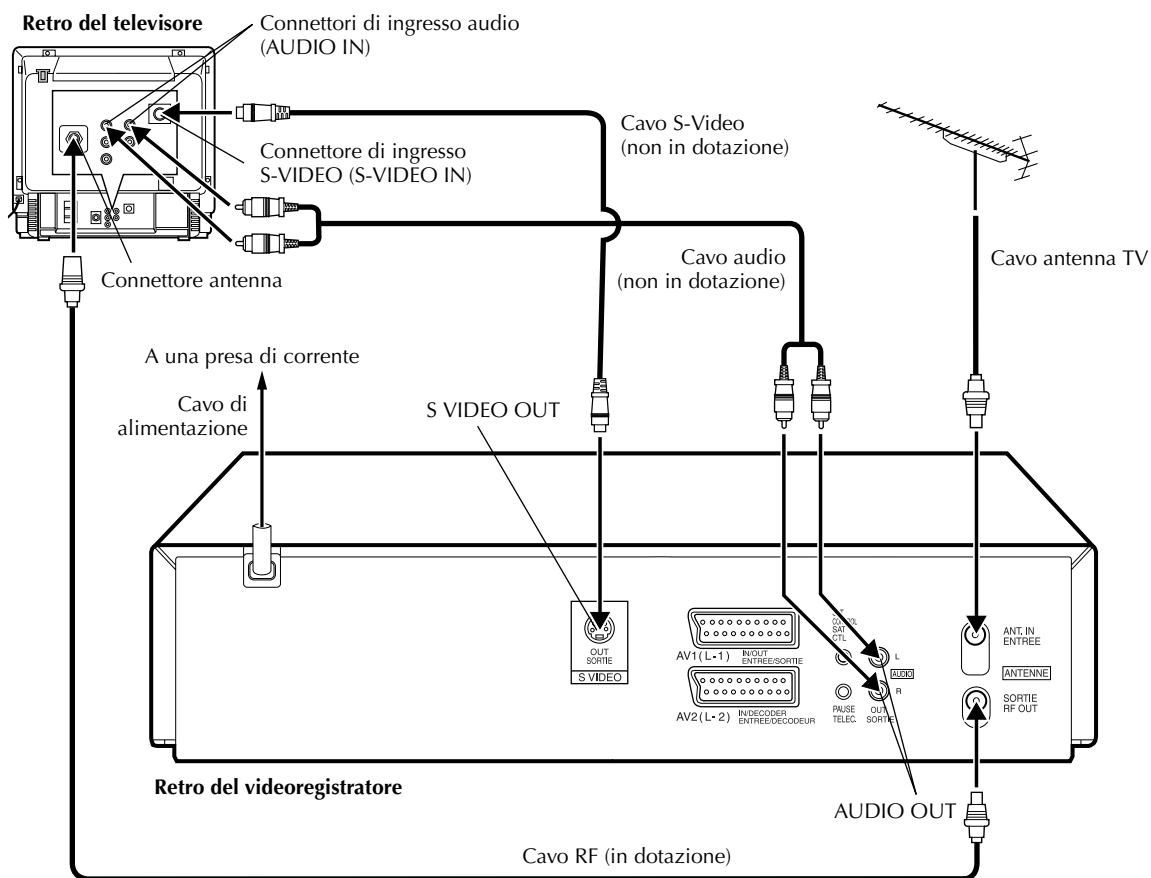 Retro del televisore
Connettori di ingresso audio
(AUDIO IN)
Cavo S-Video
(non in dotazione)
Connettore di ingresso
S-VIDEO (S-VIDEO IN)
Cavo audio
(non in dotazione)
Cavo antenna TV
Connettore antenna
A una presa di corrente
Cavo di
alimentazione
S VIDEO OUT
OUT
SORTIE
S VIDEO
AV1(L-1)
IN/OUT
ENTREE/SORTIE
AV2(L-2)
IN/DECODER
ENTREE/DECODEUR
SAT
CTL
PAUSE
TELEC.
L
AUDIO
R
OUT
SORTIE
ANT. IN
ENTREE
ANTENNE
SORTIE
RF OUT
Retro del videoregistratore
AUDIO OUT
Cavo RF (in dotazione)